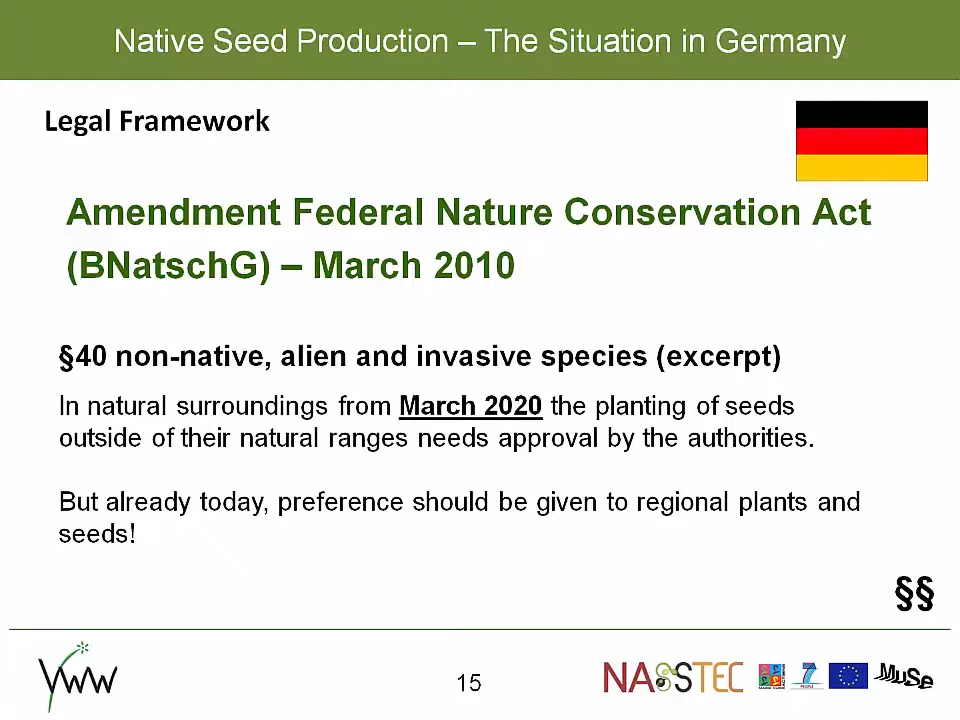 Native Seed Production – The Situation in Germany
Legal Framework
Amendment Federal Nature Conservation Act
(BNatschG) – March 2010
§40 non-native, alien and invasive species (excerpt)
In natural surroundings from March 2020 the planting of seeds
outside of their natural ranges needs approval by the authorities.
But already today, preference should be given to regional plants and
seeds!
§§
VWW
15
NASSTEC
7
PEOPLE
MUSE